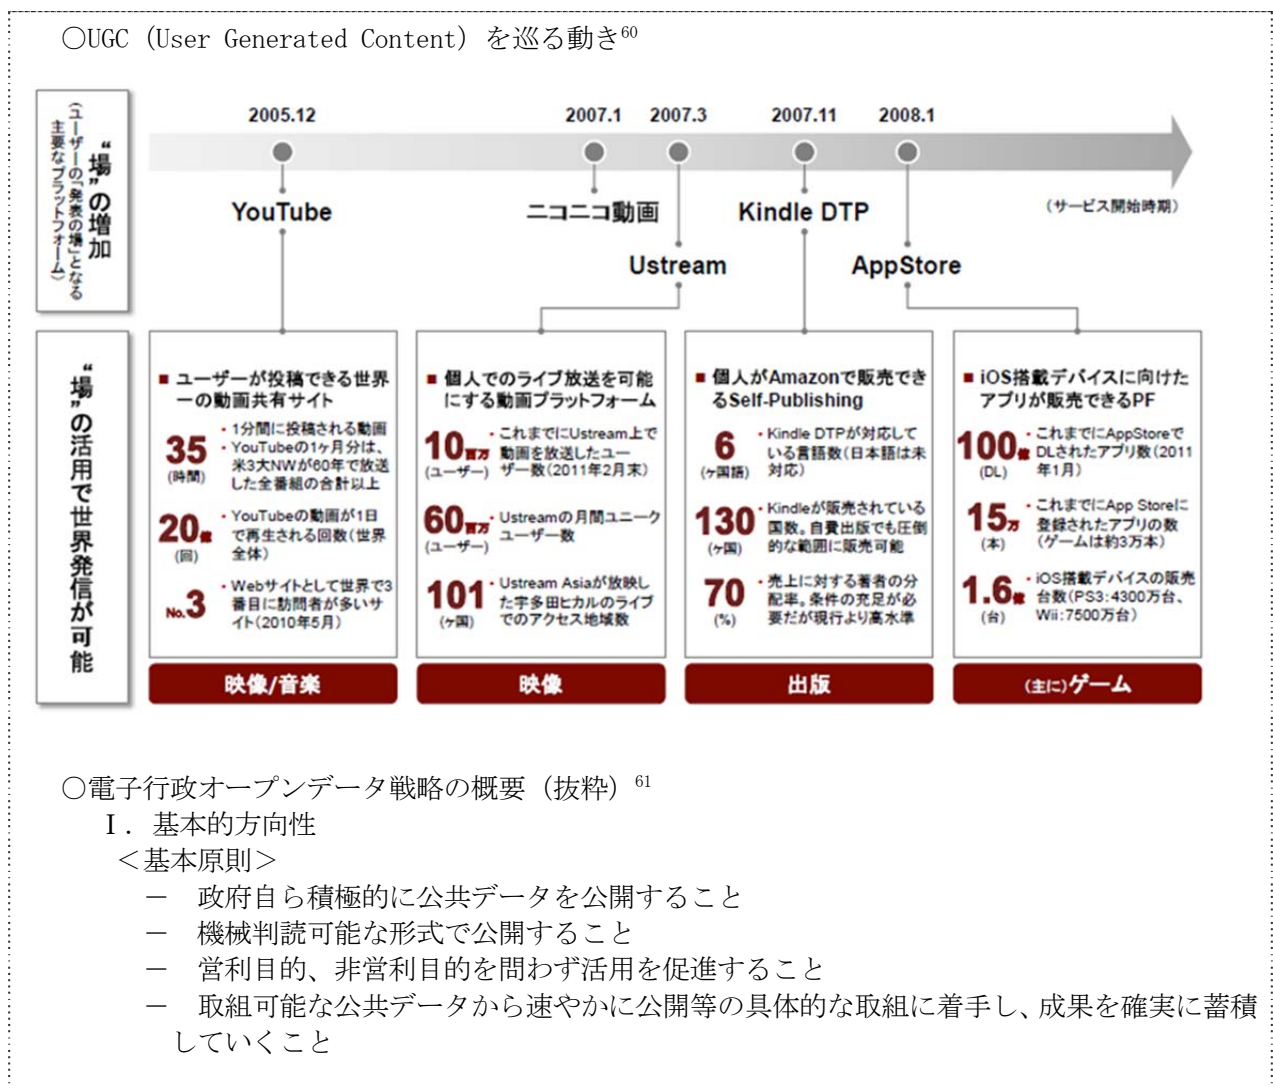 ○UGC (User Generated Content) を巡る動き60
“場”の増加
(ユーザーの「発表の場」となる
主要なプラットフォーム)
2005.12
2007.1
2007.3
2007.11
2008.1
YouTube
ニコニコ動画
Kindle DTP
(サービス開始時期)
Ustream
AppStore
“場”の活用で世界発信が可能
■ ユーザーが投稿できる世界
一の動画共有サイト
35
(時間)
・1分間に投稿される動画
・YouTubeの1ヶ月分は、
米3大NWが60年で放送
した全番組の合計以上
20億
(回)
・YouTubeの動画が1日
で再生される回数(世界
全体)
No.3
・Webサイトとして世界で3
番目に訪問者が多いサ
イト(2010年5月)
映像/音楽
■ 個人でのライブ放送を可能
にする動画プラットフォーム
10百万
(ユーザー)
・これまでにUstream上で
動画を放送したユー
ザー数(2011年2月末)
60百万
(ユーザー)
・Ustreamの月間ユニーク
ユーザー数
101
(ヶ国)
・Ustream Asiaが放映し
た宇多田ヒカルのライブ
でのアクセス地域数
映像
■ 個人がAmazonで販売でき
るSelf-Publishing
6
(ヶ国語)
・Kindle DTPが対応して
いる言語数(日本語は未
対応)
130
(ヶ国)
・Kindleが販売されている
国数。自費出版でも圧倒
的な範囲に販売可能
70
(%)
・売上に対する著者の分
配率。条件の充足が必
要だが現行より高水準
出版
■ iOS搭載デバイスに向けた
アプリが販売できるPF
100億
(DL)
・これまでにAppStoreで
DLされたアプリ数(2011
年1月)
15万
(本)
・これまでにApp Storeに
登録されたアプリの数
(ゲームは約3万本)
1.6億
(台)
・iOS搭載デバイスの販売
台数(PS3:4300万台、
Wii:7500万台)
(主に)ゲーム
○電子行政オープンデータ戦略の概要(抜粋)61
Ⅰ. 基本的方向性
＜基本原則＞
－ 政府自ら積極的に公共データを公開すること
－ 機械判読可能な形式で公開すること
－ 営利目的、非営利目的を問わず活用を促進すること
－ 取組可能な公共データから速やかに公開等の具体的な取組に着手し、成果を確実に蓄積
していくこと